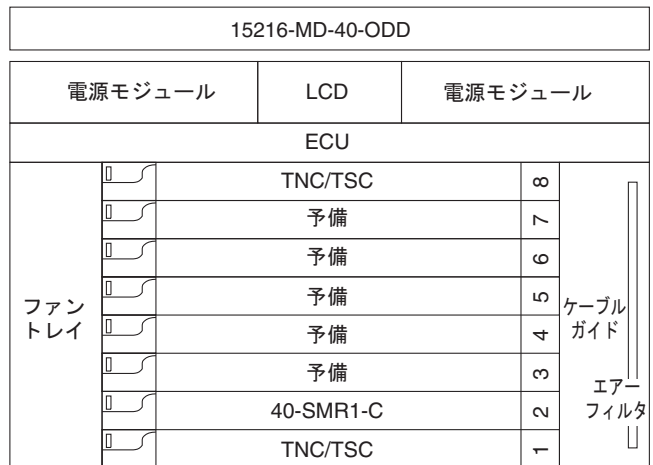 15216-MD-40-ODD
電源モジュール LCD 電源モジュール
ECU
TNC/TSC 8
予備 7
予備 6
予備 5
予備 4
予備 3
40-SMR1-C 2
TNC/TSC 1
ファン
トレイ
ケーブル
ガイド
エアー
フィルタ